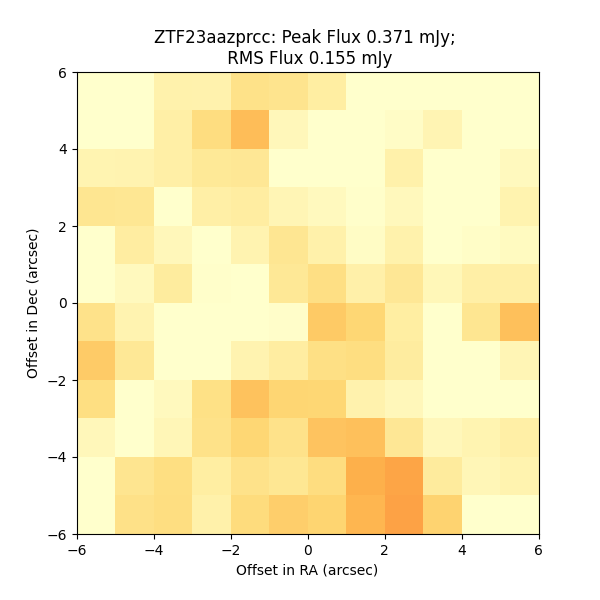 ZTF23aazprcc: Peak Flux 0.371 mJy;
RMS Flux 0.155 mJy
6
4
2
0
−2
−4
−6
Offset in Dec (arcsec)
−6 −4 −2 0 2 4 6
Offset in RA (arcsec)